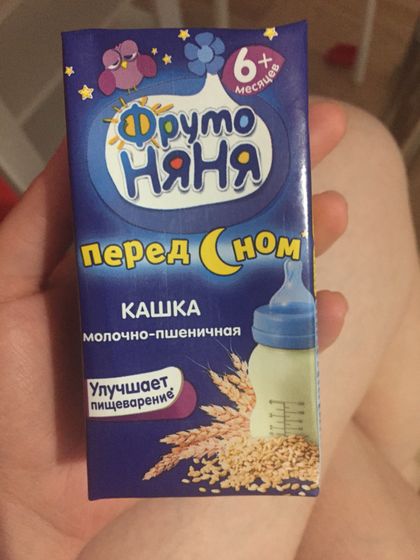 6+
месяцев
Фруто
НЯНЯ
перед Сном
КАШКА
молочно-пшеничная
Улучшает
пищеварение*